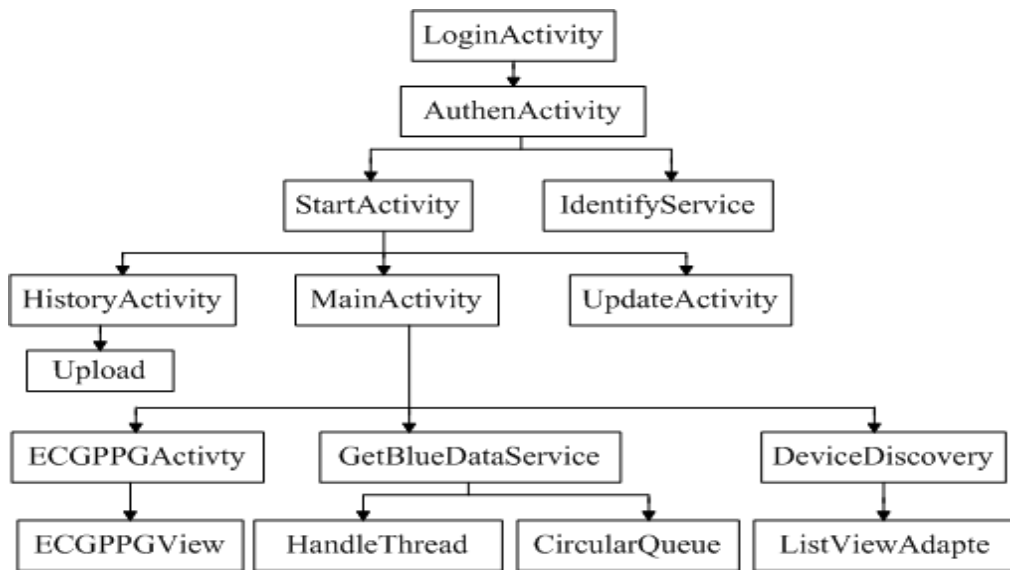 LoginActivity
AuthenActivity
StartActivity
IdentifyService
HistoryActivity
MainActivity
UpdateActivity
Upload
ECGPPGActivty
GetBlueDataService
DeviceDiscovery
ECGPPGView
HandleThread
CircularQueue
ListViewAdapte